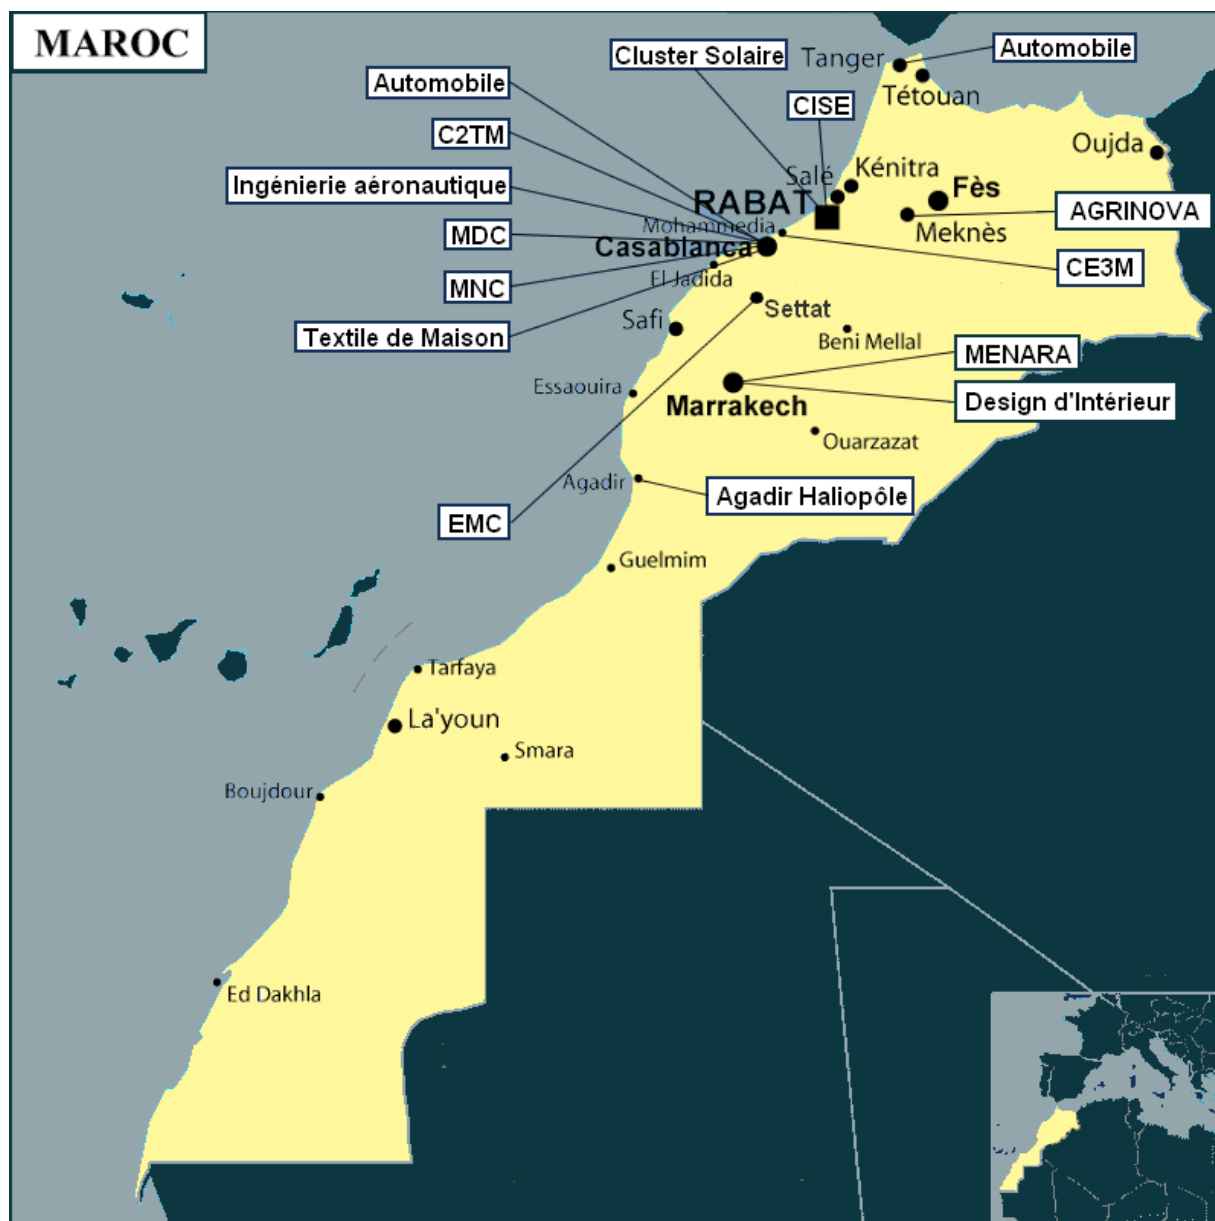 MAROC
Cluster Solaire
Tanger
Automobile
Automobile
Tétouan
CISE
C2TM
Oujda
Kénitra
Salé
Ingénierie aéronautique
Fès
RABAT
AGRINOVA
Mohammedia
Meknès
MDC
Casablanca
CE3M
El Jadida
MNC
Settat
Safi
Textile de Maison
Beni Mellal
MENARA
Essaouira
Marrakech
Design d'Intérieur
Ouarzazat
Agadir
Agadir Haliopôle
EMC
Guelmim
Tarfaya
La'youn
Smara
Boujdour
Ed Dakhla